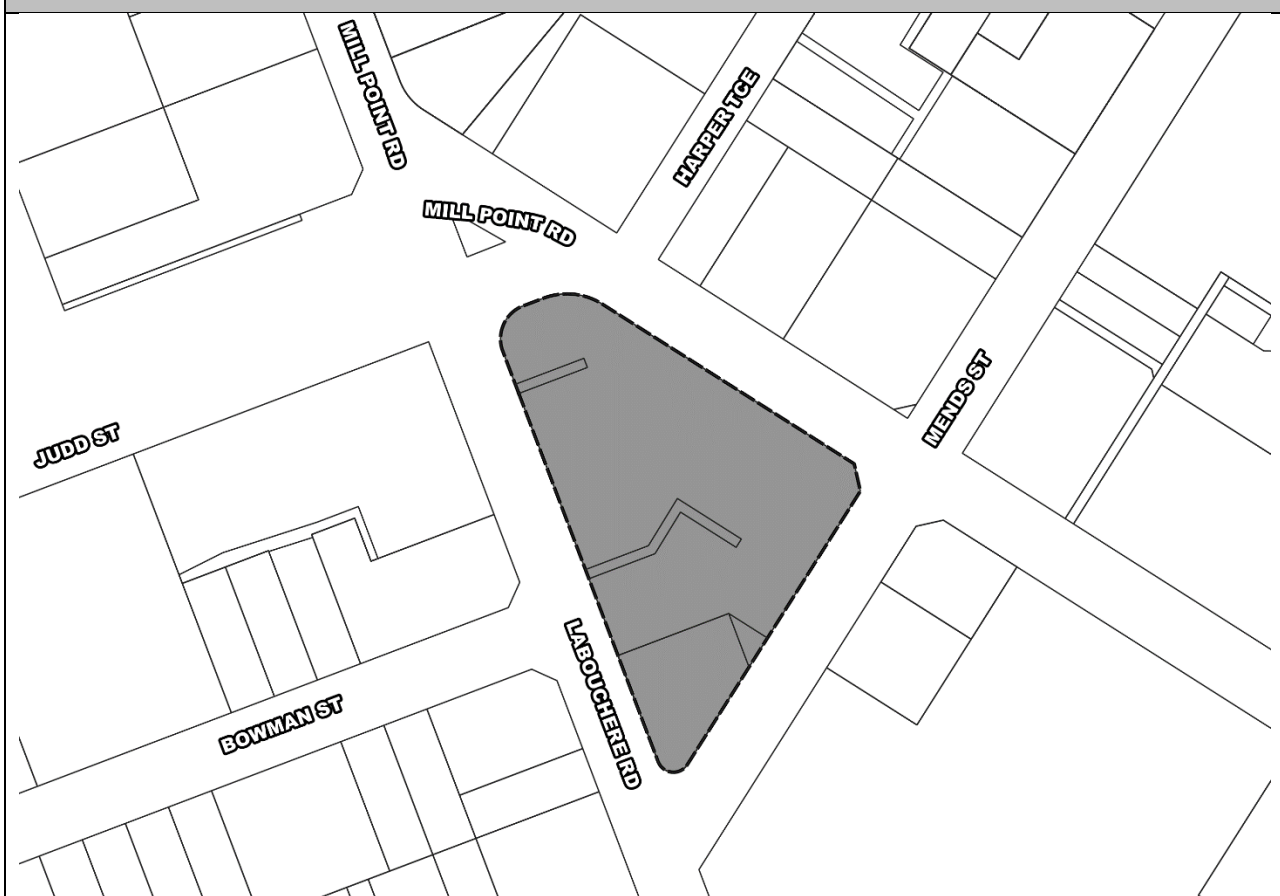 MILL POINT RD
HARPER TCE
MILL POINT RD
MENDS ST
JUDD ST
LABOUCHERE RD
BOWMAN ST